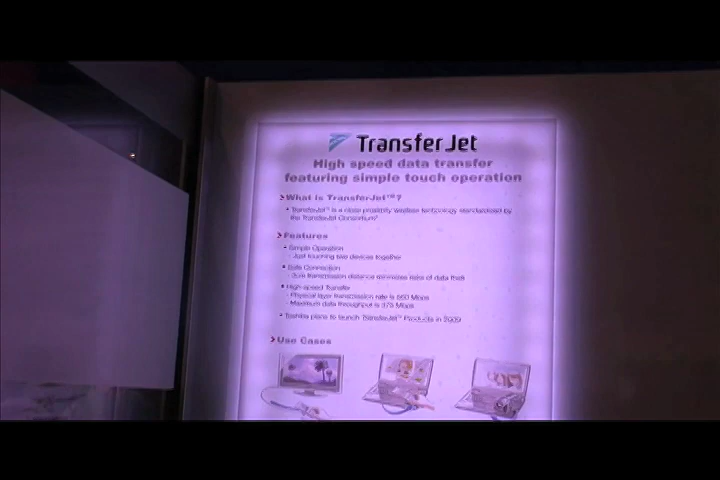 TransferJet
High speed data transfer
featuring simple touch operation
What is TransferJet™?
• TransferJet™ is a close proximity wireless technology standardized by
the TransferJet Consortium
Features
• Simple Operation
- Just touching two devices together
• Safe Connection
transmission distance minimizes risks of data theft
• High-speed Transfer
- Physical layer transmission rate is 560 Mbps
- Maximum data throughput is 375 Mbps
• Toshiba plans to launch TransferJet™ Products in 2009
Use Cases